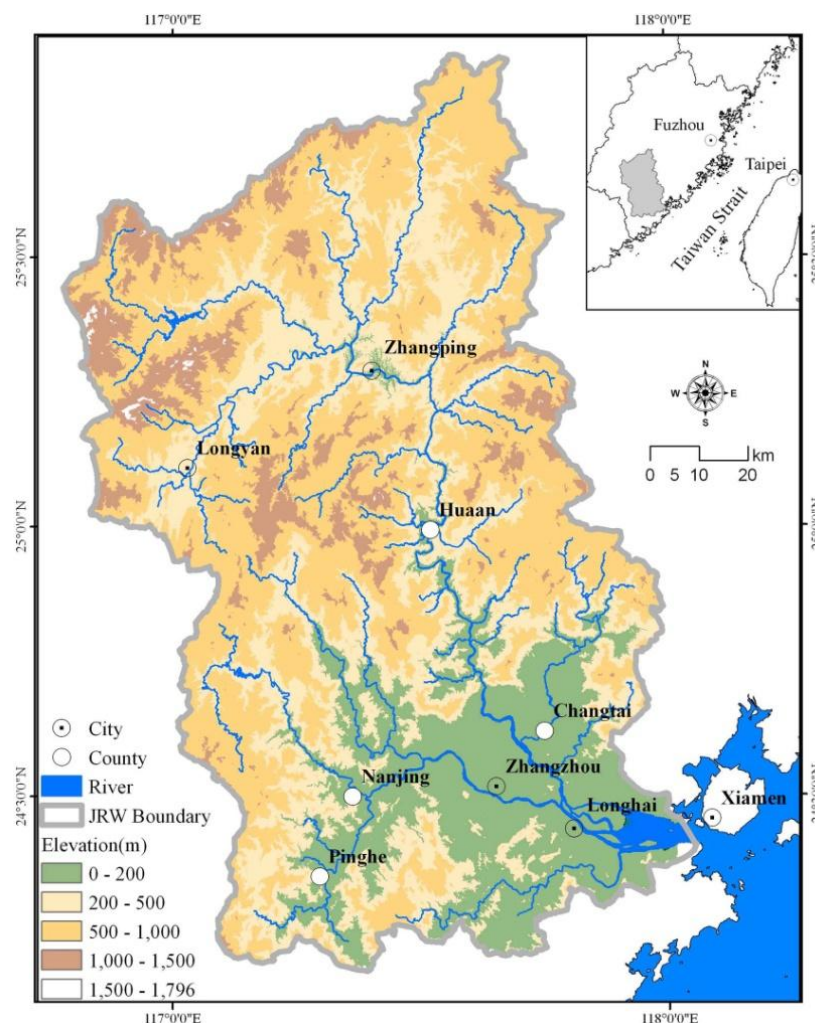 117°0'0"E
118°0'0"E
Fuzhou
Taipei
Taiwan Strait
25°30'0"N
Zhangping
N
W
E
S
Longyan
km
0 5 10 20
Huaan
25°0'0"N
25°0'0"N
City
County
River
JRW Boundary
Elevation(m)
0 - 200
200 - 500
500 - 1,000
1,000 - 1,500
1,500 - 1,796
Changtai
Zhangzhou
Nanjing
24°30'0"N
Longhai
Xiamen
Pinghe
117°0'0"E
118°0'0"E